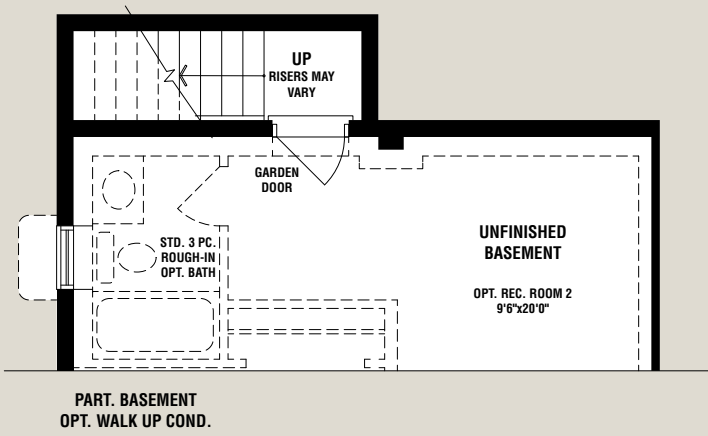 UP
RISERS MAY
VARY
GARDEN
DOOR
STD. 3 PC.
ROUGH-IN
OPT. BATH
UNFINISHED
BASEMENT
OPT. REC. ROOM 2
9'6"x20'0"
PART. BASEMENT
OPT. WALK UP COND.